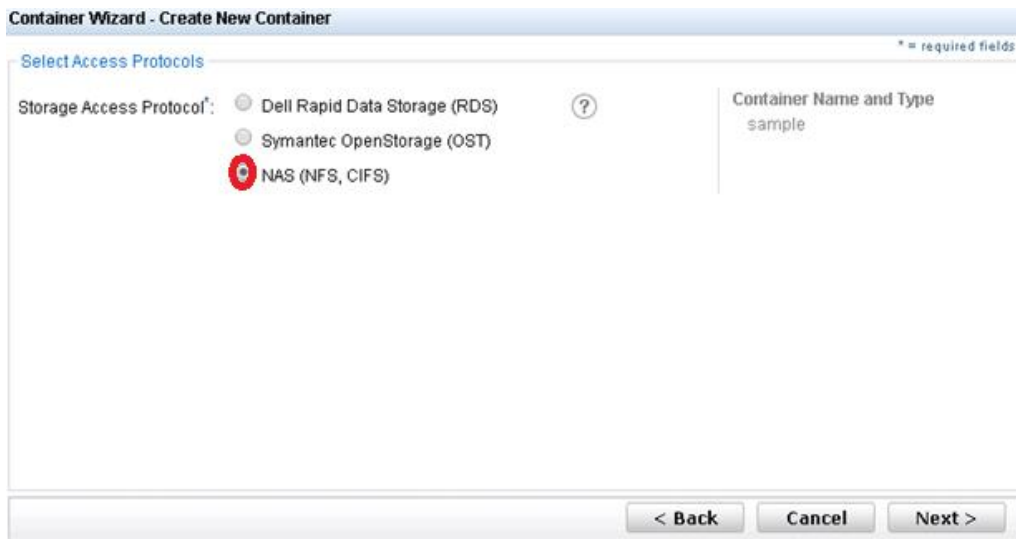 Container Wizard - Create New Container
* = required fields
Select Access Protocols
Storage Access Protocol*:
Dell Rapid Data Storage (RDS)
?
Symantec OpenStorage (OST)
NAS (NFS, CIFS)
Container Name and Type
sample
< Back
Cancel
Next >